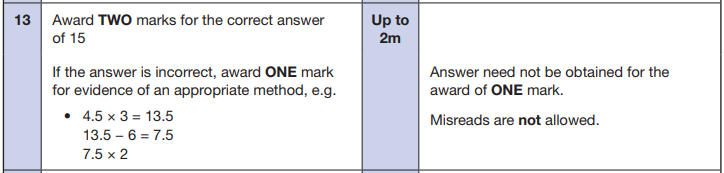 13
Award TWO marks for the correct answer
of 15
Up to
2m
If the answer is incorrect, award ONE mark
for evidence of an appropriate method, e.g.
• 4.5 × 3 = 13.5
13.5 – 6 = 7.5
7.5 × 2
Answer need not be obtained for the
award of ONE mark.
Misreads are not allowed.